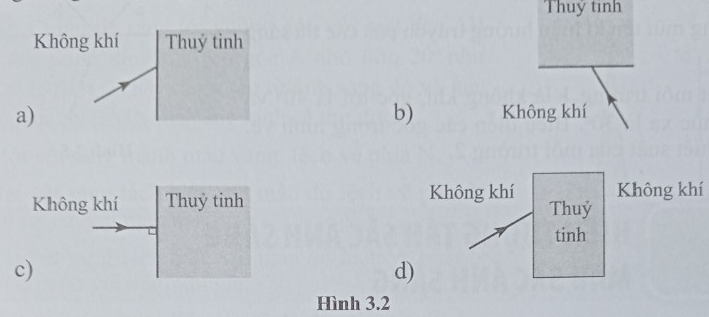 Thuỷ tinh
Không khí
Thuỷ tinh
a)
b)
Không khí
Không khí
Thuỷ tinh
c)
Không khí
Thuỷ
tinh
Không khí
d)
Hình 3.2